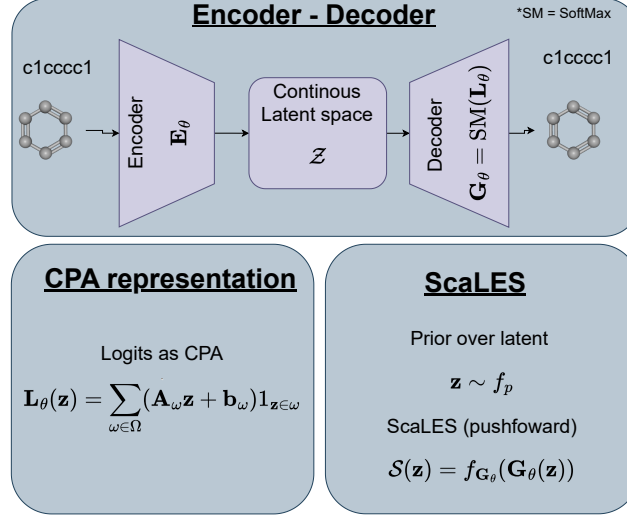 Encoder - Decoder
*SM = SoftMax
c1cccc1
c1cccc1
Encoder
E_θ
Continous
Latent space
𝒵
Decoder
G_θ = SM(L_θ)
CPA representation
Logits as CPA
L_θ(z) = ∑_{ω∈Ω} (A_ω z + b_ω)1_{z∈ω}
ScaLES
Prior over latent
z ∼ f_p
ScaLES (pushfoward)
𝒮(z) = f_{G_θ}(G_θ(z))